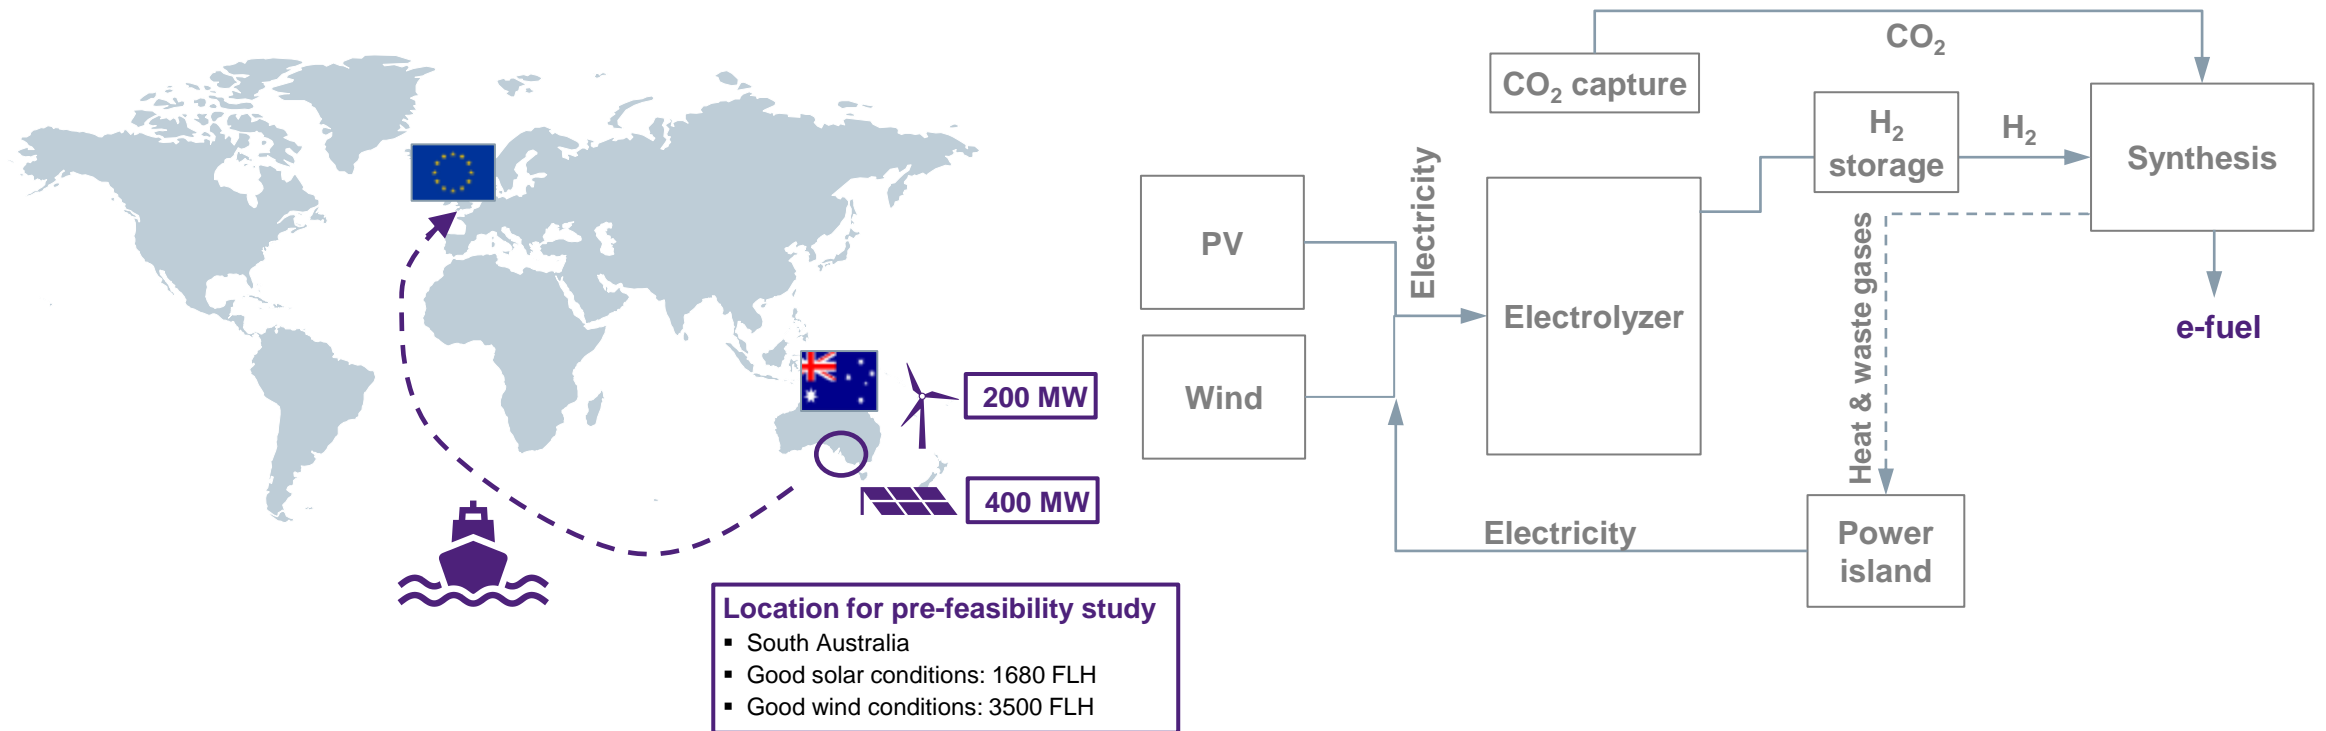 200 MW
400 MW
Location for pre-feasibility study
▪ South Australia
▪ Good solar conditions: 1680 FLH
▪ Good wind conditions: 3500 FLH
CO₂
CO₂ capture
H₂
storage
H₂
Synthesis
Electricity
PV
Electrolyzer
Wind
Heat & waste gases
e-fuel
Electricity
Power
island